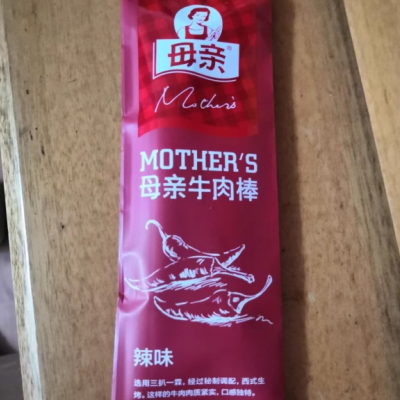 母亲®
Mother's
MOTHER'S
母亲牛肉棒
辣味
选用三扒一霖，经过秘制调配，西式生
烤。这样的牛肉肉质紧实，口感独特。